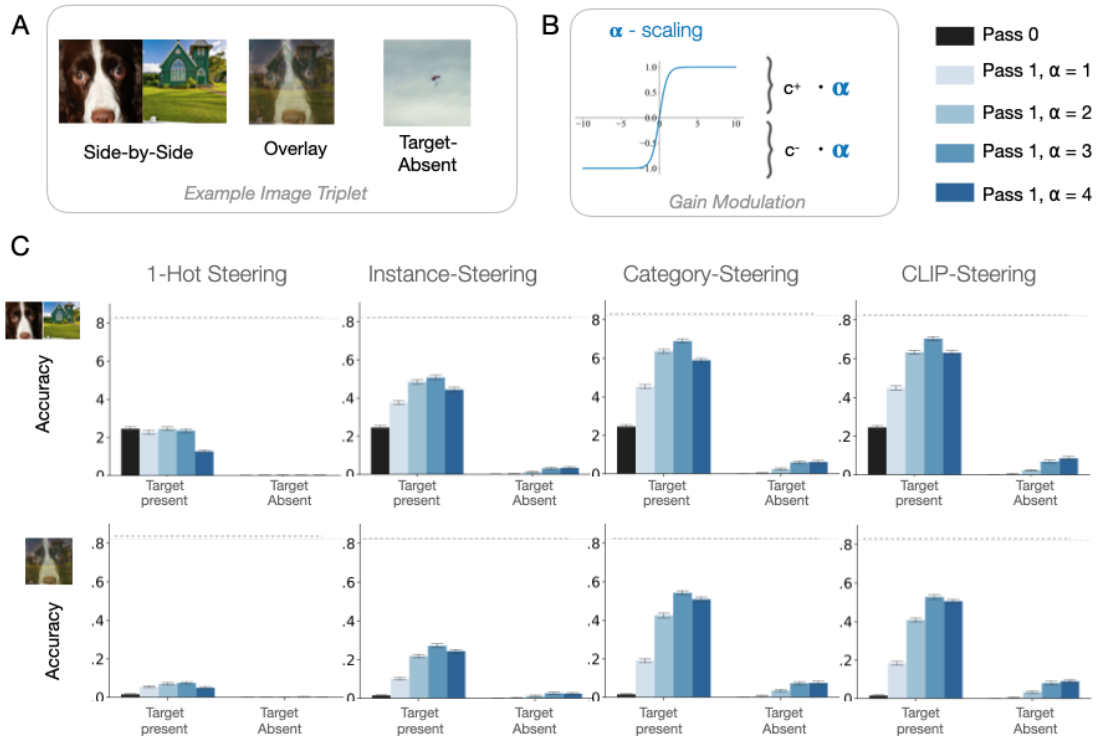 A
Side-by-Side
Overlay
Target-
Absent
Example Image Triplet
B
α - scaling
1.0
0.5
−10
−5
0.0
0
5
10
−0.5
1.0
c+ · α
c- · α
Gain Modulation
Pass 0
Pass 1, α = 1
Pass 1, α = 2
Pass 1, α = 3
Pass 1, α = 4
C
1-Hot Steering
Instance-Steering
Category-Steering
CLIP-Steering
Accuracy
8
6
4
2
0
Target
present
Target
Absent
.8
.6
.4
.2
0
Target
present
Target
Absent
8
6
4
2
0
Target
present
Target
Absent
.8
.6
.4
.2
0
Target
present
Target
Absent
Accuracy
.8
.6
.4
.2
0
Target
present
Target
Absent
.8
.6
.4
.2
0
Target
present
Target
Absent
.8
.6
.4
.2
0
Target
present
Target
Absent
.8
.6
.4
.2
0
Target
present
Target
Absent